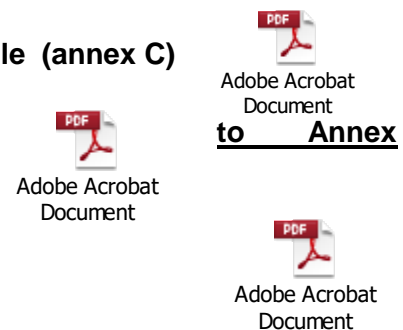 PDF
Adobe Acrobat
Document
le (annex C)
to Annex
PDF
Adobe Acrobat
Document
PDF
Adobe Acrobat
Document